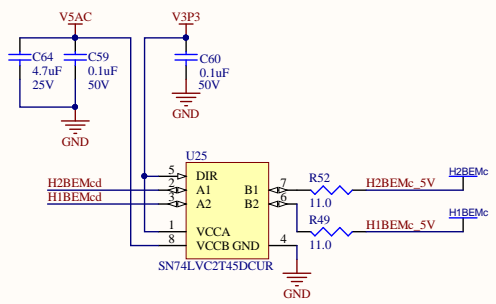 V5AC
V3P3
C64
4.7uF
25V
C59
0.1uF
50V
C60
0.1uF
50V
GND
GND
U25
5 DIR
H2BEMcd 2 A1 B1 7 R52 11.0 H2BEMc_5V H2BEMc
H1BEMcd 3 A2 B2 6 R49 11.0 H1BEMc_5V H1BEMc
1 VCCA
8 VCCB GND 4
SN74LVC2T45DCUR
GND